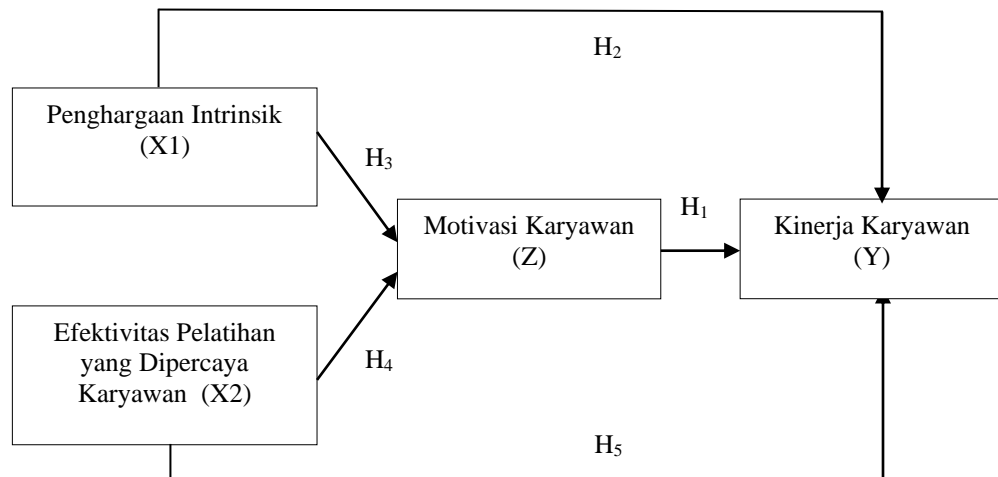 H₂
Penghargaan Intrinsik
(X1)
H₃
Motivasi Karyawan
(Z)
H₁
Kinerja Karyawan
(Y)
Efektivitas Pelatihan
yang Dipercaya
Karyawan (X2)
H₄
H₅